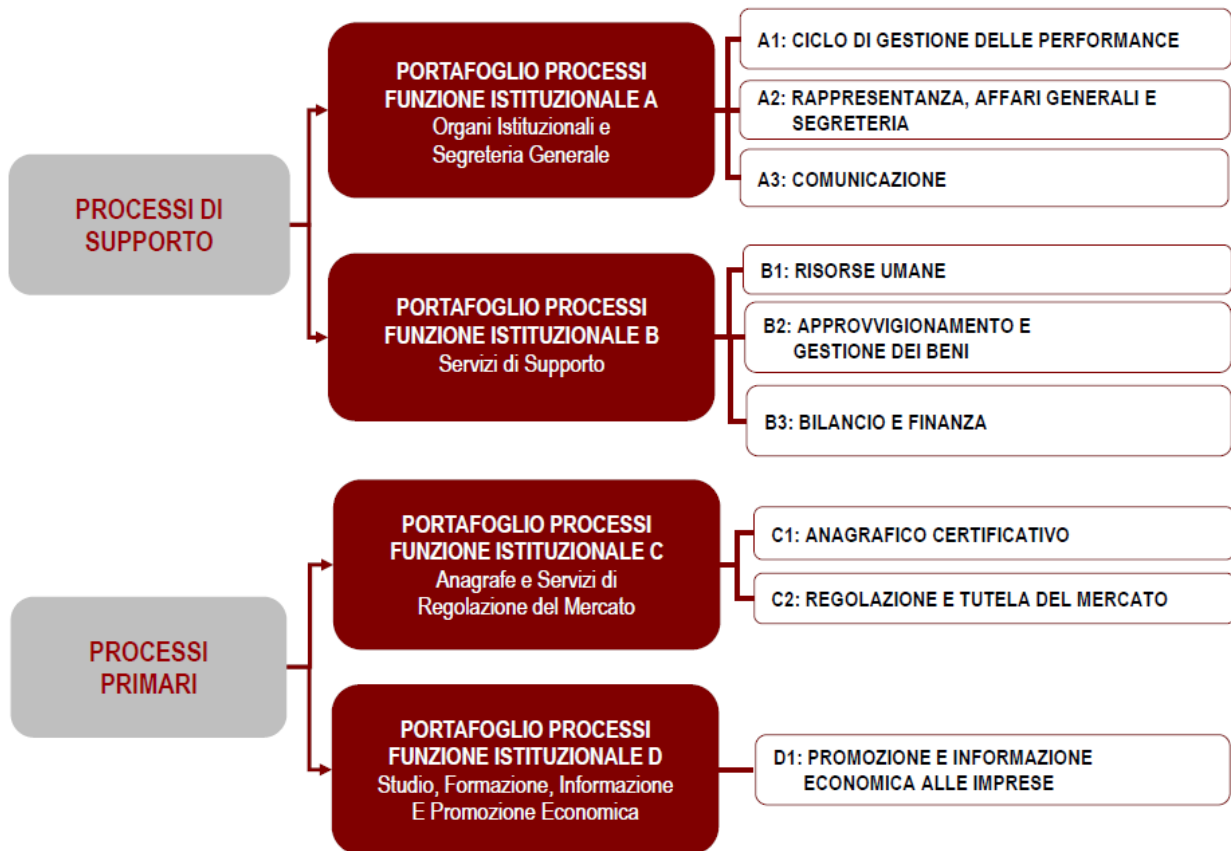 PROCESSI DI
SUPPORTO
PORTAFOGLIO PROCESSI
FUNZIONE ISTITUZIONALE A
Organi Istituzionali e
Segreteria Generale
A1: CICLO DI GESTIONE DELLE PERFORMANCE
A2: RAPPRESENTANZA, AFFARI GENERALI E
SEGRETERIA
A3: COMUNICAZIONE
PORTAFOGLIO PROCESSI
FUNZIONE ISTITUZIONALE B
Servizi di Supporto
B1: RISORSE UMANE
B2: APPROVVIGIONAMENTO E
GESTIONE DEI BENI
B3: BILANCIO E FINANZA
PROCESSI
PRIMARI
PORTAFOGLIO PROCESSI
FUNZIONE ISTITUZIONALE C
Anagrafe e Servizi di
Regolazione del Mercato
C1: ANAGRAFICO CERTIFICATIVO
C2: REGOLAZIONE E TUTELA DEL MERCATO
PORTAFOGLIO PROCESSI
FUNZIONE ISTITUZIONALE D
Studio, Formazione, Informazione
E Promozione Economica
D1: PROMOZIONE E INFORMAZIONE
ECONOMICA ALLE IMPRESE